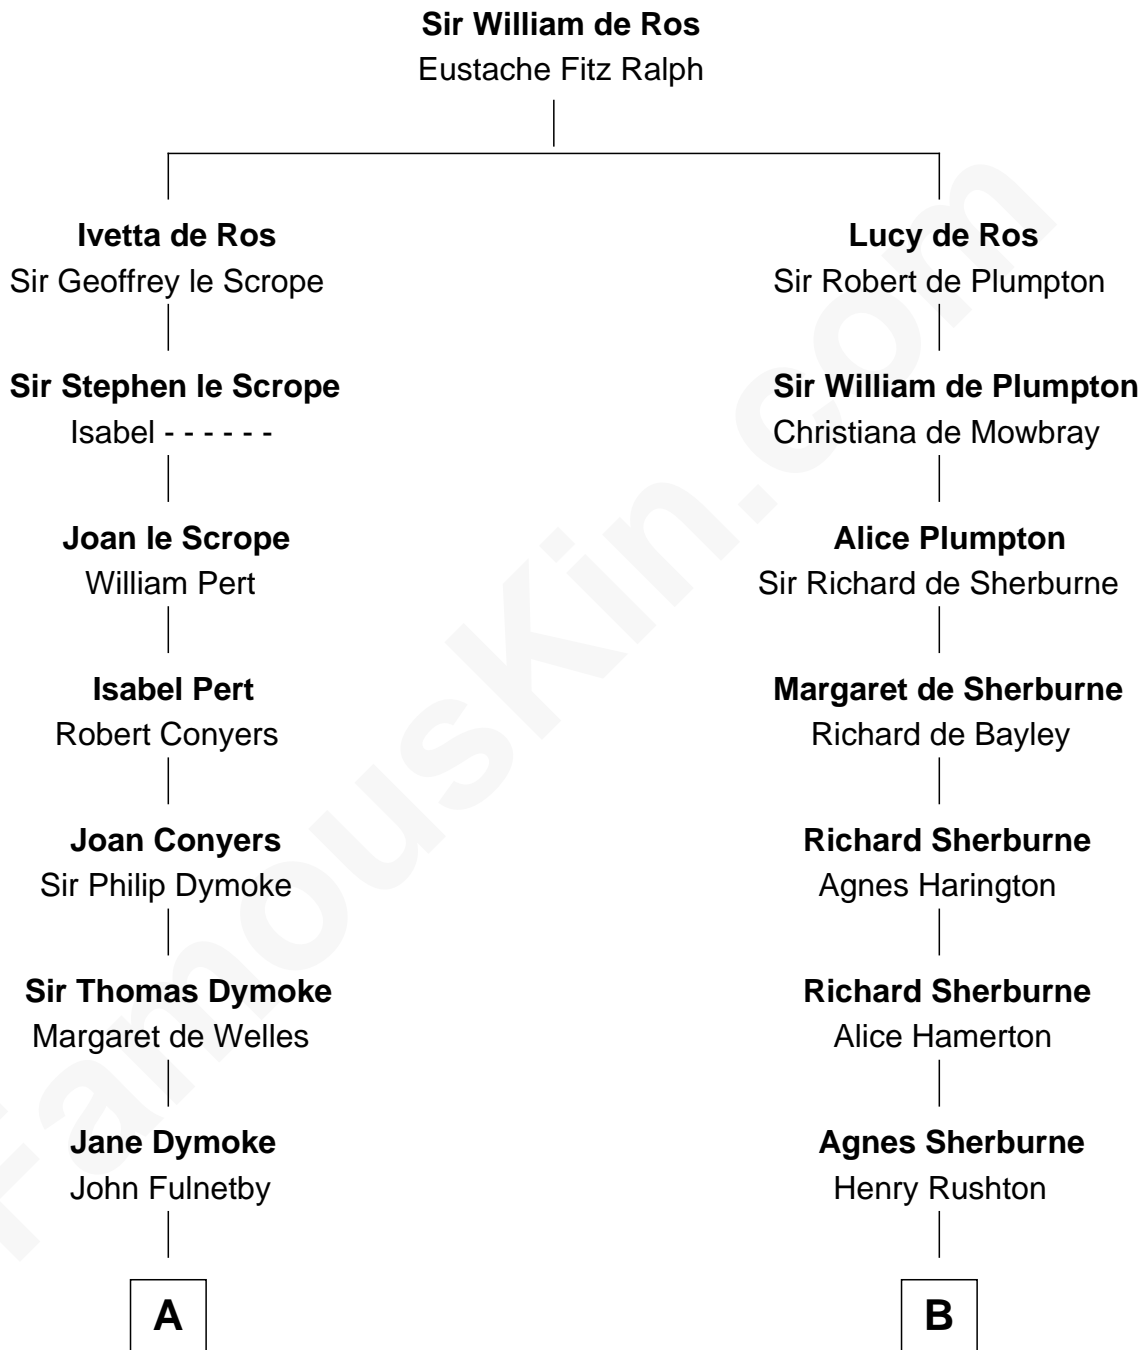 Sir William de Ros
Eustache Fitz Ralph
Ivetta de Ros
Sir Geoffrey le Scrope
Lucy de Ros
Sir Robert de Plumpton
Sir Stephen le Scrope
Isabel - - - - - -
Sir William de Plumpton
Christiana de Mowbray
Joan le Scrope
William Pert
Alice Plumpton
Sir Richard de Sherburne
Isabel Pert
Robert Conyers
Margaret de Sherburne
Richard de Bayley
Joan Conyers
Sir Philip Dymoke
Richard Sherburne
Agnes Harington
Sir Thomas Dymoke
Margaret de Welles
Richard Sherburne
Alice Hamerton
Jane Dymoke
John Fulnetby
Agnes Sherburne
Henry Rushton
A
B
FamousKin.com